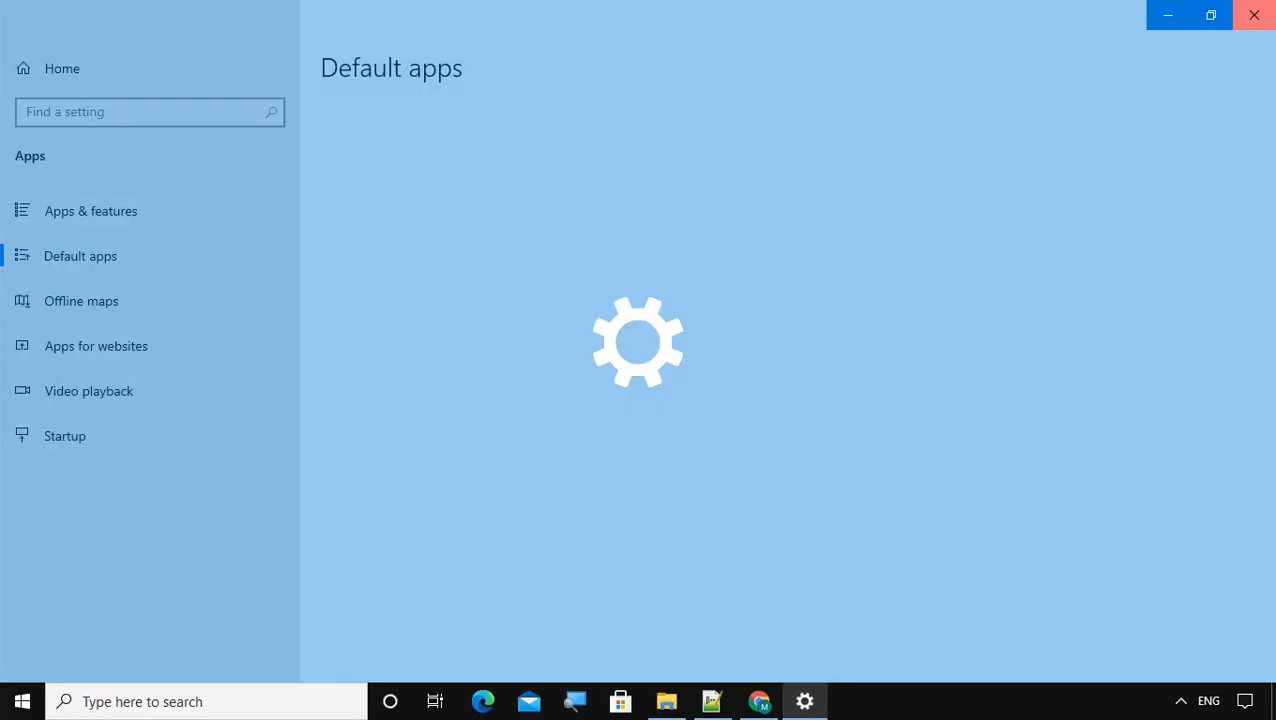 Home
Default apps
Find a setting
Apps
Apps & features
Default apps
Offline maps
Apps for websites
Video playback
Startup
Type here to search
M
ENG